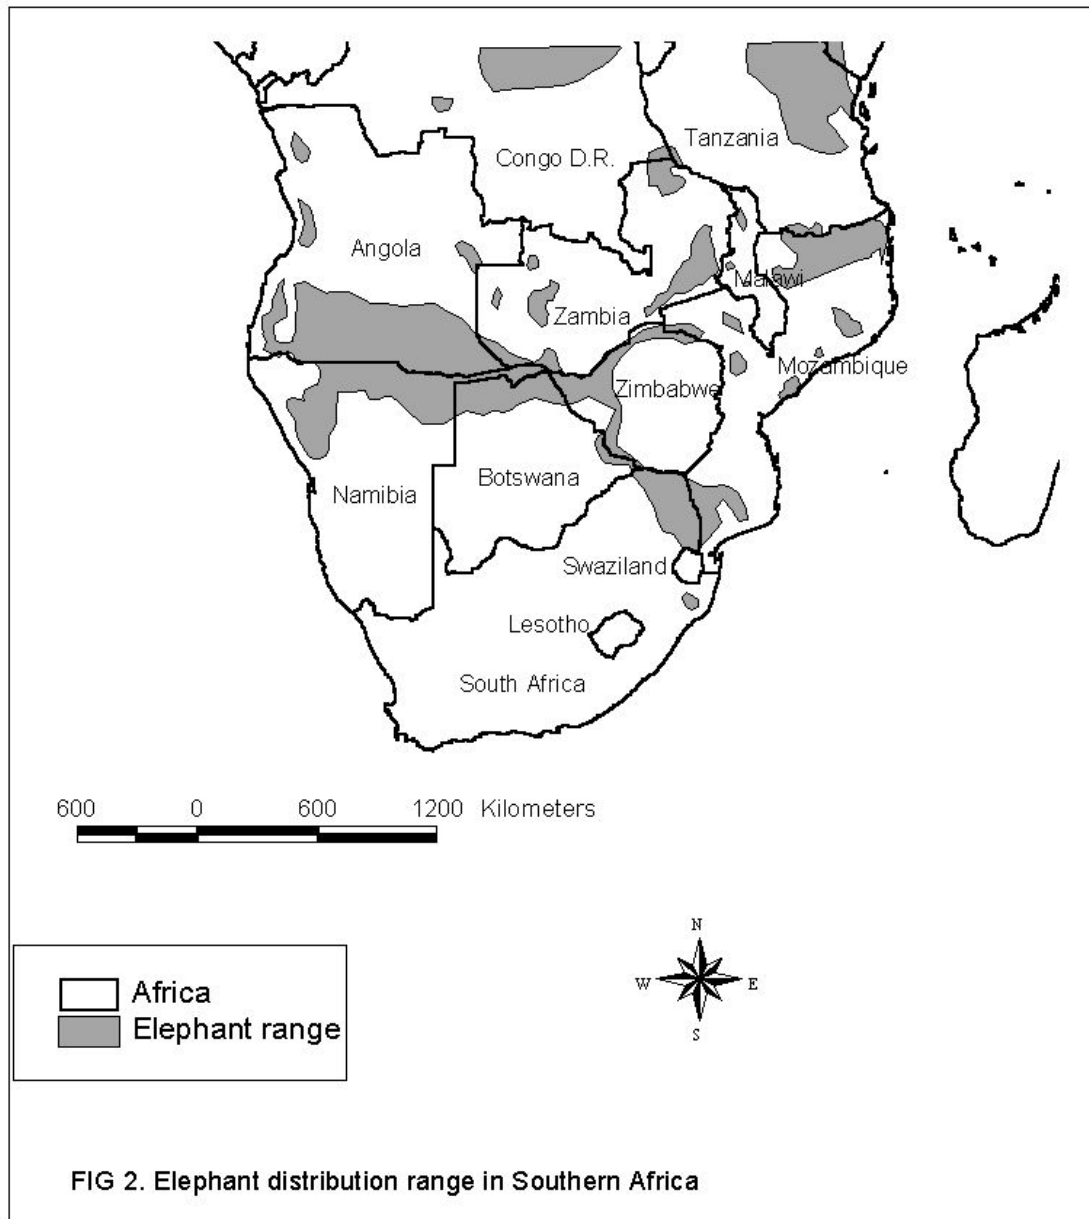 Tanzania
Congo D.R.
Angola
Malawi
Zambia
Mozambique
Zimbabwe
Botswana
Namibia
Swaziland
Lesotho
South Africa
600 0 600 1200 Kilometers
N
W E
S
Africa
Elephant range
FIG 2. Elephant distribution range in Southern Africa